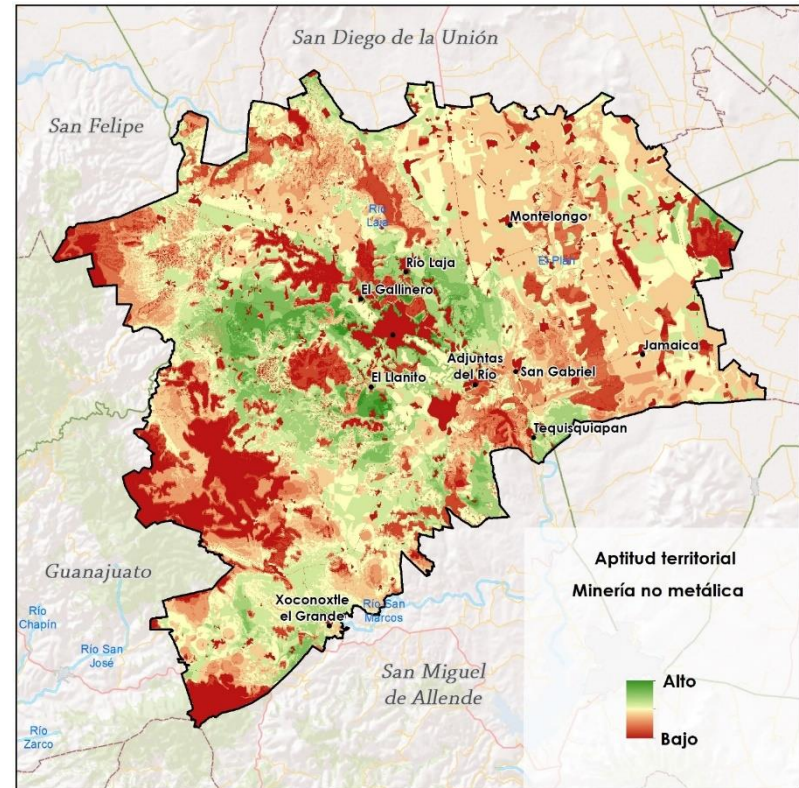 San Diego de la Unión
San Felipe
Montelongo
Río
Laja
El Plan
Río Laja
El Gallinero
Adjuntas
del Río
San Gabriel
Jamaica
El Llanito
Tequisquiapan
Guanajuato
Aptitud territorial
Minería no metálica
Xoconoxtle
el Grande
Río San
Marcos
Río
Chapín
Río San
José
San Miguel
de Allende
Alto
Bajo
Río
Zarco